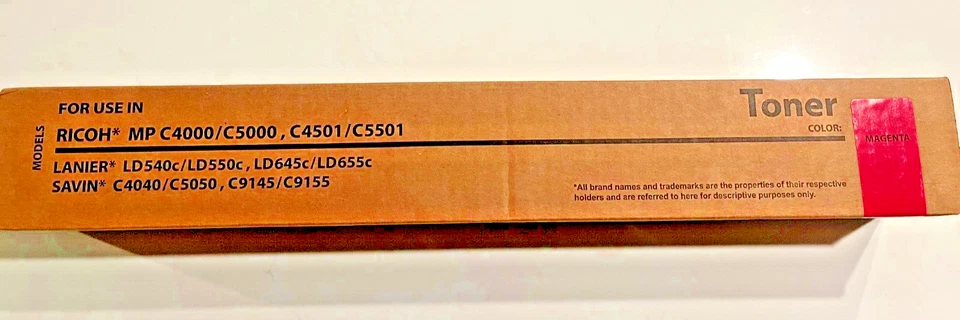 FOR USE IN
MODELS
RICOH* MP C4000/C5000 , C4501/C5501
LANIER* LD540c/LD550c , LD645c/LD655c
SAVIN* C4040/C5050 , C9145/C9155
Toner
COLOR:
MAGENTA
*All brand names and trademarks are the properties of their respective
holders and are referred to here for descriptive purposes only.